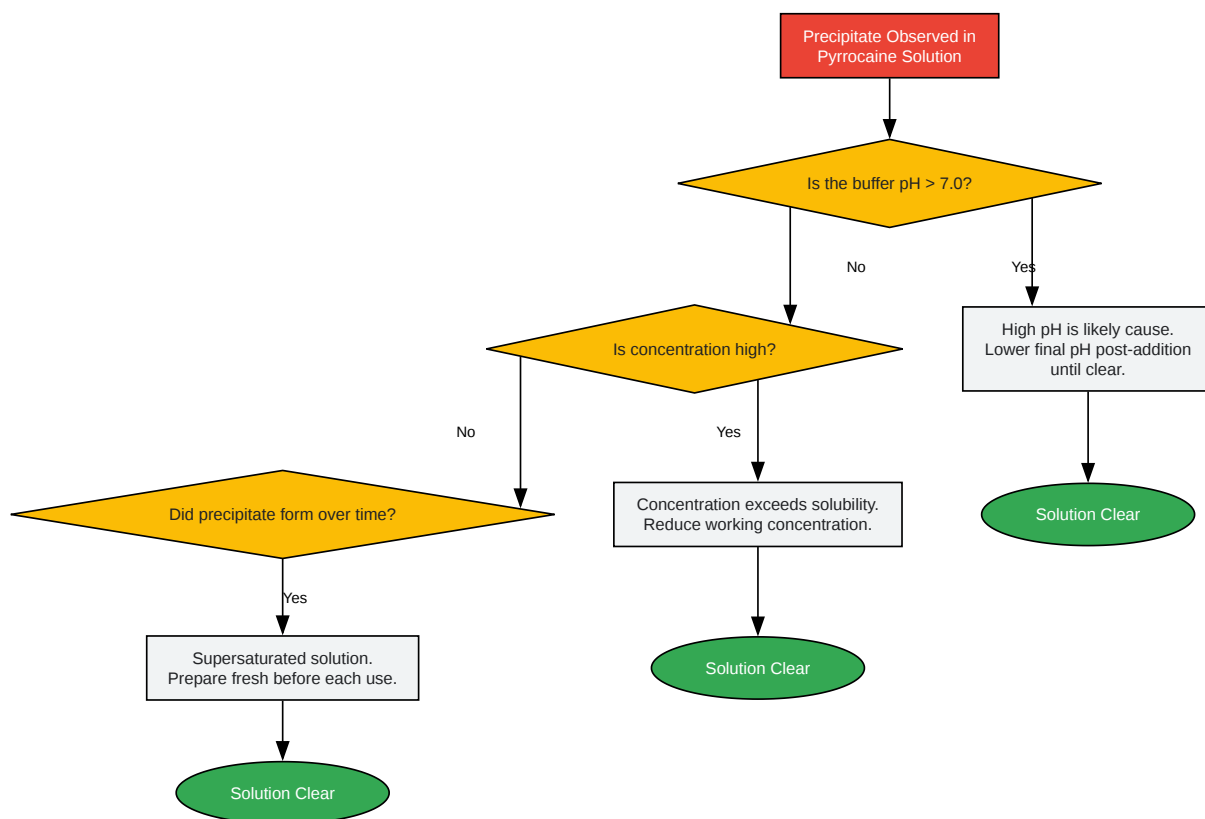 Precipitate Observed in
Pyrrocaine Solution
Is the buffer pH > 7.0?
No
Yes
Is concentration high?
High pH is likely cause.
Lower final pH post-addition
until clear.
No
Yes
Did precipitate form over time?
Concentration exceeds solubility.
Reduce working concentration.
Solution Clear
Yes
Supersaturated solution.
Prepare fresh before each use.
Solution Clear
Solution Clear